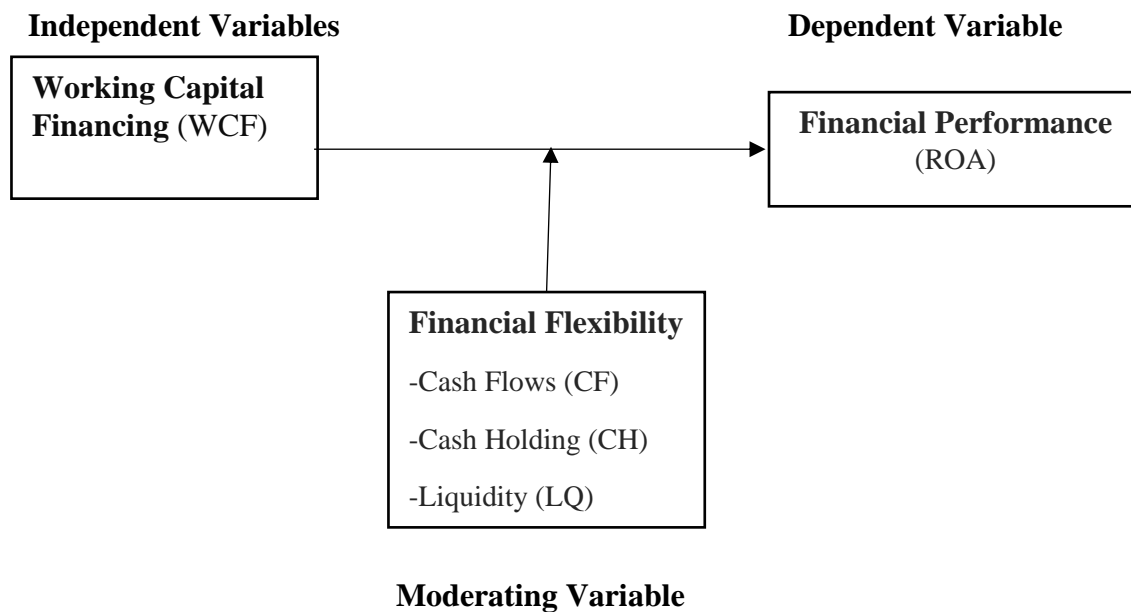 Independent Variables
Dependent Variable
Working Capital
Financing (WCF)
Financial Performance
(ROA)
Financial Flexibility
-Cash Flows (CF)
-Cash Holding (CH)
-Liquidity (LQ)
Moderating Variable